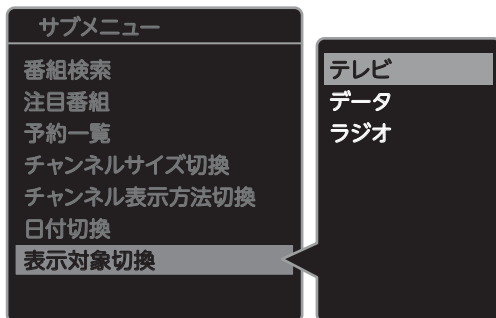 サブメニュー
番組検索
注目番組
予約一覧
チャンネルサイズ切換
チャンネル表示方法切換
日付切換
表示対象切換
テレビ
データ
ラジオ